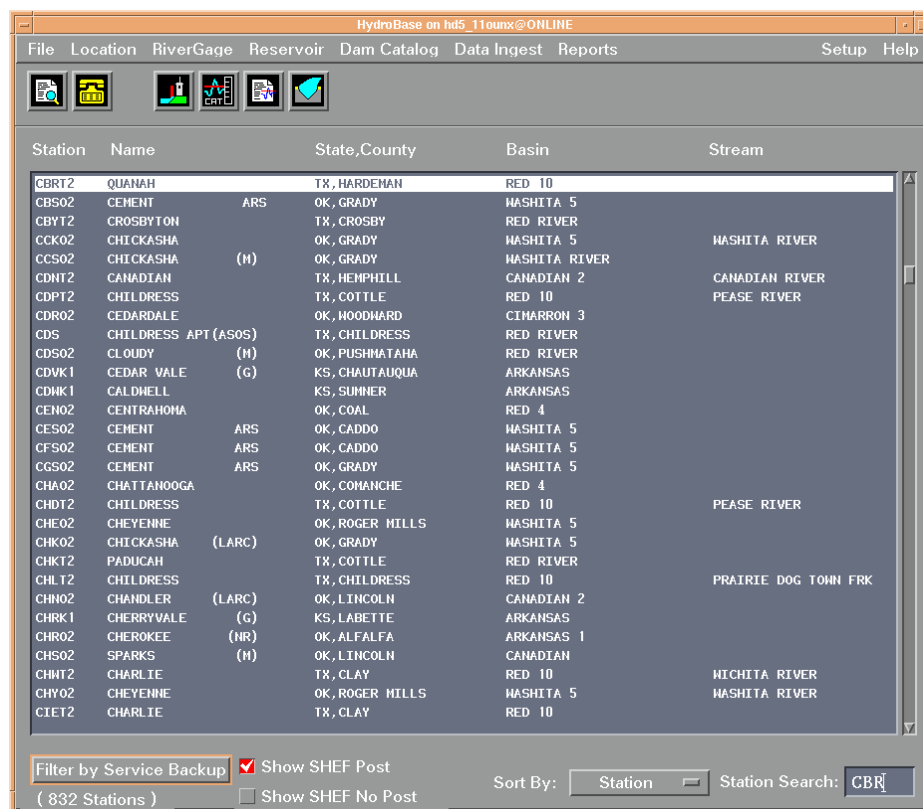 HydroBase on hd5_11ounx@ONLINE
File Location RiverGage Reservoir Dam Catalog Data Ingest Reports Setup Help
CAT
Station Name State,County Basin Stream
CBRT2 QUANAH TX,HARDEMAN RED 10
CBSO2 CEMENT ARS OK,GRADY WASHITA 5
CBYT2 CROSBYTON TX,CROSBY RED RIVER
CCKO2 CHICKASHA OK,GRADY WASHITA 5 WASHITA RIVER
CCSO2 CHICKASHA (M) OK,GRADY WASHITA RIVER
CDNT2 CANADIAN TX,HEMPHILL CANADIAN 2 CANADIAN RIVER
CDPT2 CHILDRESS TX,COTTLE RED 10 PEASE RIVER
CDRO2 CEDARDALE OK,WOODWARD CIMARRON 3
CDS CHILDRESS APT(ASOS) TX,CHILDRESS RED RIVER
CDSO2 CLOUDY (M) OK,PUSHMATAHA RED RIVER
CDVK1 CEDAR VALE (G) KS,CHAUTAUQUA ARKANSAS
CDWK1 CALDWELL KS,SUMNER ARKANSAS
CENO2 CENTRAHOMA OK,COAL RED 4
CESO2 CEMENT ARS OK,CADDO WASHITA 5
CFSO2 CEMENT ARS OK,CADDO WASHITA 5
CGSO2 CEMENT ARS OK,GRADY WASHITA 5
CHAO2 CHATTANOOGA OK,COMANCHE RED 4
CHDT2 CHILDRESS TX,COTTLE RED 10 PEASE RIVER
CHEO2 CHEYENNE OK,ROGER MILLS WASHITA 5
CHKO2 CHICKASHA (LARC) OK,GRADY WASHITA 5
CHKT2 PADUCAH TX,COTTLE RED RIVER
CHLT2 CHILDRESS TX,CHILDRESS RED 10 PRAIRIE DOG TOWN FRK
CHNO2 CHANDLER (LARC) OK,LINCOLN CANADIAN 2
CHRK1 CHERRYVALE (G) KS,LABETTE ARKANSAS
CHRO2 CHEROKEE (NR) OK,ALFALFA ARKANSAS 1
CHSO2 SPARKS (M) OK,LINCOLN CANADIAN
CHWT2 CHARLIE TX,CLAY RED 10 WICHITA RIVER
CHYO2 CHEYENNE OK,ROGER MILLS WASHITA 5 WASHITA RIVER
CIET2 CHARLIE TX,CLAY RED 10
Filter by Service Backup Show SHEF Post Sort By: Station Station Search: CBR
( 832 Stations ) Show SHEF No Post